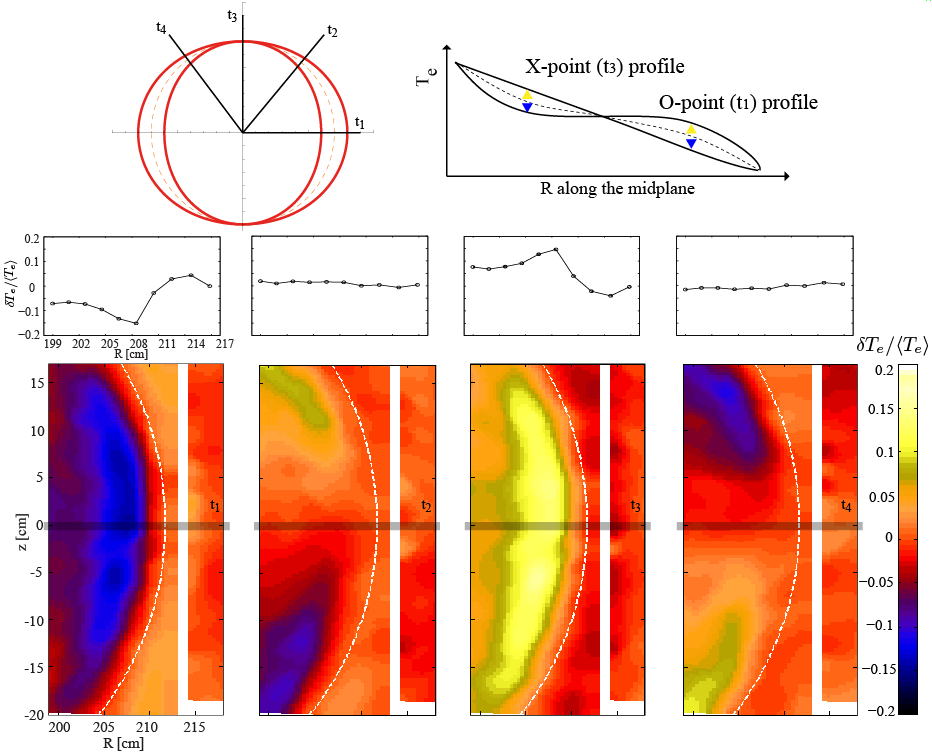 t3
t4
t2
t1
Te
X-point (t3) profile
O-point (t1) profile
R along the midplane
δTe/⟨Te⟩
0.2
0.1
0
−0.1
−0.2
199 202 205 208 211 214 217
R [cm]
δTe/⟨Te⟩
z [cm]
15
10
5
0
-5
-10
-15
-20
t1
t2
t3
t4
0.2
0.15
0.1
0.05
0
−0.05
−0.1
−0.15
−0.2
200 205 210 215
R [cm]